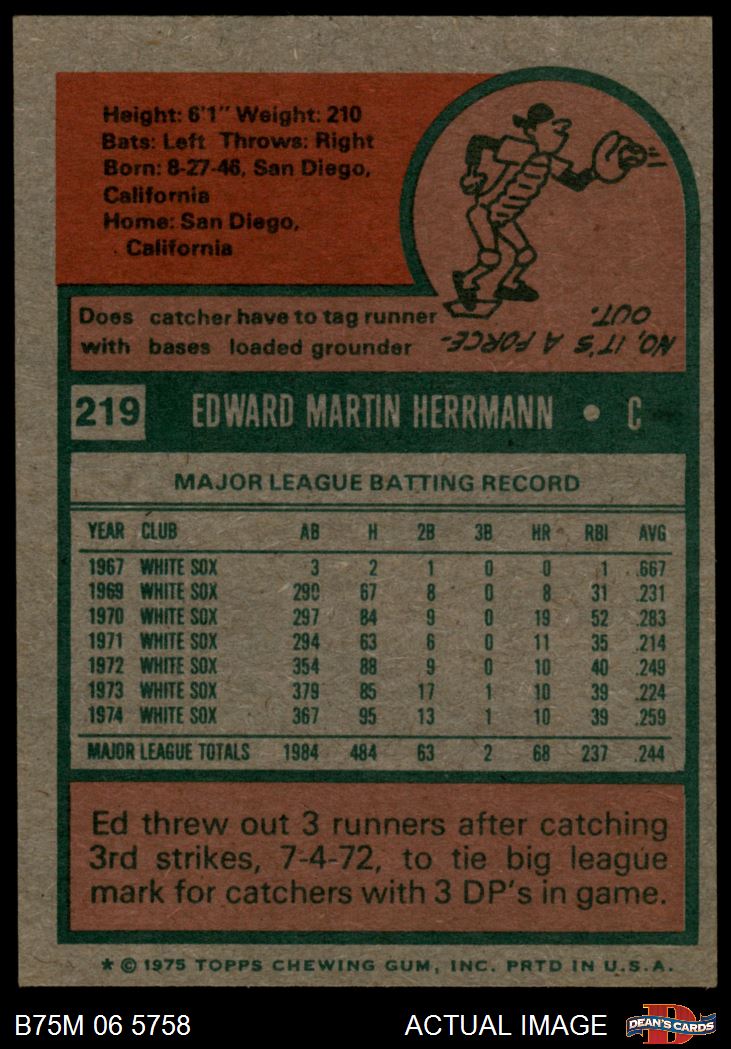 Height: 6'1" Weight: 210
Bats: Left Throws: Right
Born: 8-27-46, San Diego,
California
Home: San Diego,
California
Does catcher have to tag runner
with bases loaded grounder
NO, IT'S A FORCE-
OUT.
219 EDWARD MARTIN HERRMANN • C
MAJOR LEAGUE BATTING RECORD
YEAR CLUB AB H 2B 3B HR RBI AVG
1967 WHITE SOX 3 2 1 0 0 1 .667
1969 WHITE SOX 290 67 8 0 8 31 .231
1970 WHITE SOX 297 84 9 0 19 52 .283
1971 WHITE SOX 294 63 6 0 11 35 .214
1972 WHITE SOX 354 88 9 0 10 40 .249
1973 WHITE SOX 379 85 17 1 10 39 .224
1974 WHITE SOX 367 95 13 1 10 39 .259
MAJOR LEAGUE TOTALS 1984 484 63 2 68 237 .244
Ed threw out 3 runners after catching
3rd strikes, 7-4-72, to tie big league
mark for catchers with 3 DP's in game.
* © 1975 TOPPS CHEWING GUM, INC. PRTD IN U.S.A.
B75M 06 5758 ACTUAL IMAGE DEAN'S CARDS